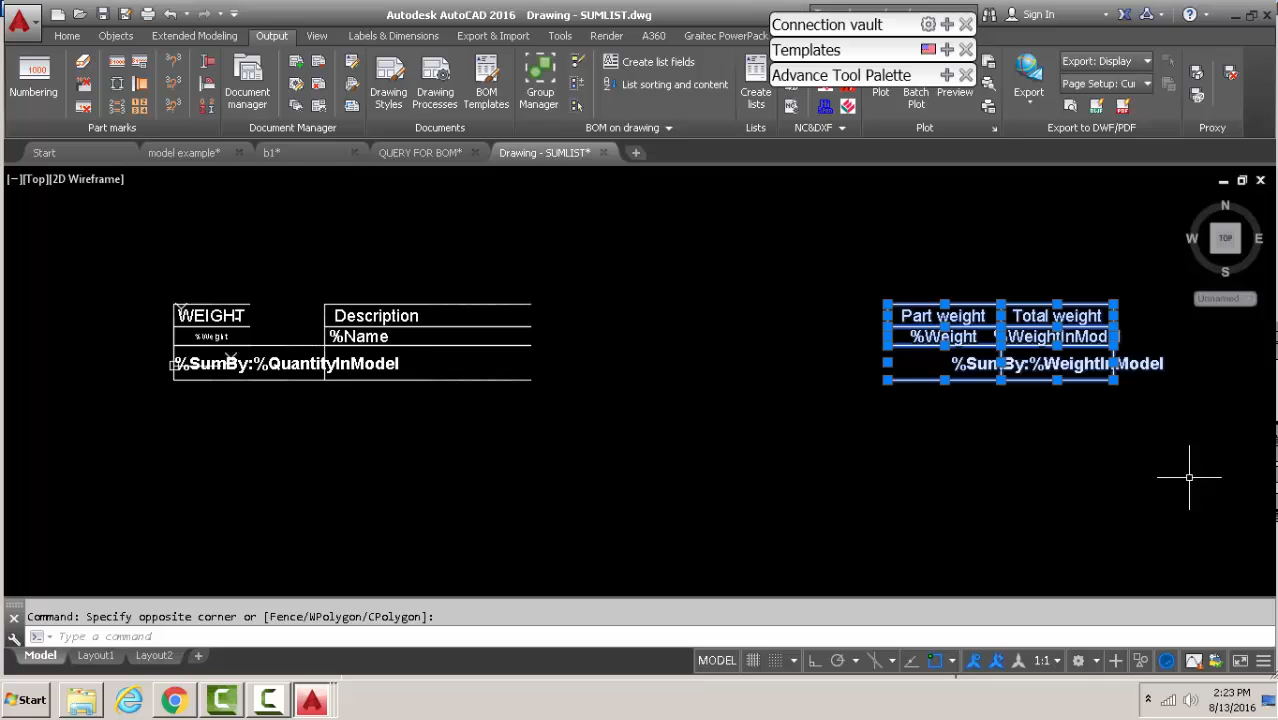 Autodesk AutoCAD 2016 Drawing - SUMLIST.dwg
Sign In
Connection vault
Templates
Advance Tool Palette
Home Objects Extended Modeling Output View Labels & Dimensions Export & Import Tools Render A360 Graitec PowerPack
1000
Numbering
Document manager
Drawing Styles
Drawing Processes
BOM Templates
Group Manager
Create list fields
List sorting and content
Create lists
Plot
Batch Plot
Preview
Export
Export: Display
Page Setup: Cu
Part marks Document Manager Documents BOM on drawing Lists NC&DXF Plot Export to DWF/PDF Proxy
Start model example* b1* QUERY FOR BOM* Drawing - SUMLIST*
[−][Top][2D Wireframe]
N
W TOP E
S
Unnamed
WEIGHT Description Part weight Total weight
%Weight %Name %Weight %WeightInModel
%SumBy:%QuantityInModel %SumBy:%WeightInModel
Command: Specify opposite corner or [Fence/WPolygon/CPolygon]:
Type a command
Model Layout1 Layout2
MODEL 1:1
Start
2:23 PM
8/13/2016